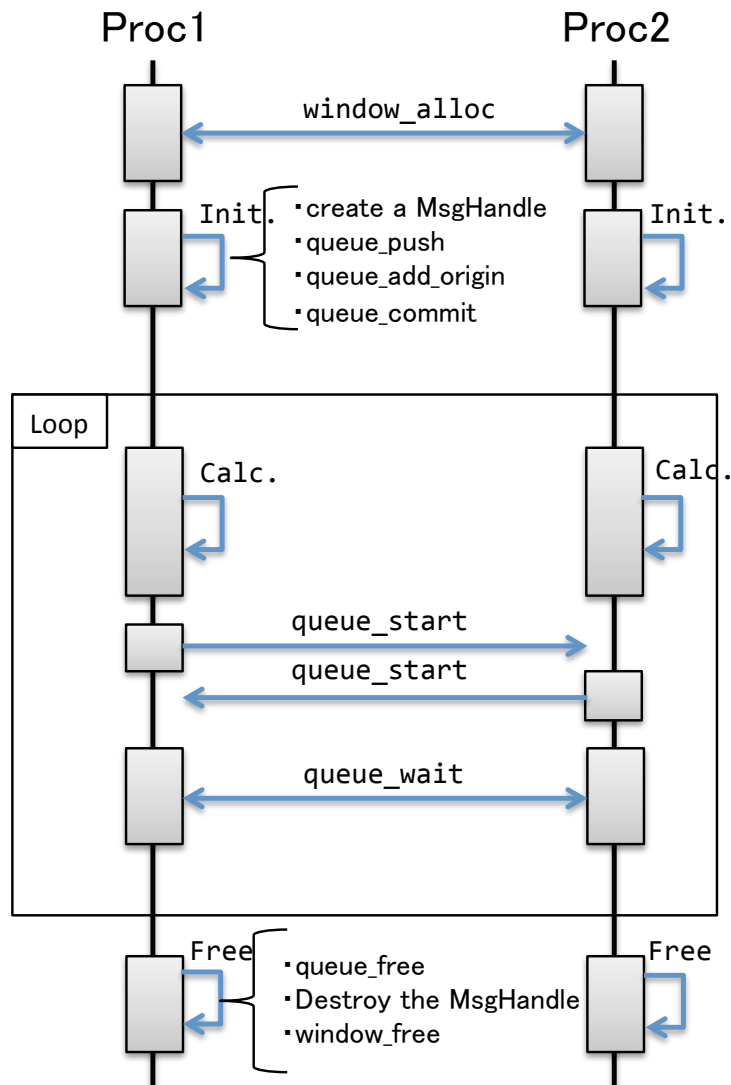 Proc1
Proc2
window_alloc
Init.
・create a MsgHandle
・queue_push
・queue_add_origin
・queue_commit
Init.
Loop
Calc.
Calc.
queue_start
queue_start
queue_wait
Free
・queue_free
・Destroy the MsgHandle
・window_free
Free